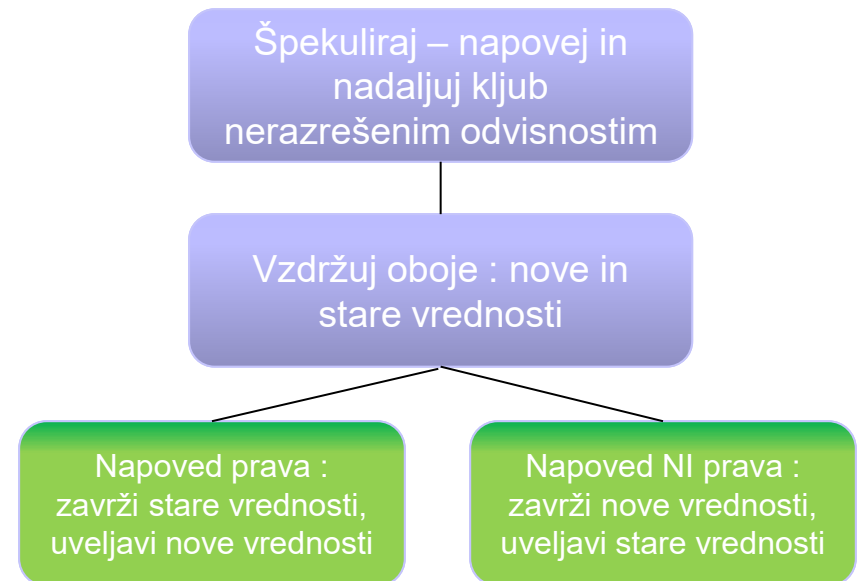 Špekuliraj – napovej in
nadaljuj kljub
nerazrešenim odvisnostim
Vzdržuj oboje : nove in
stare vrednosti
Napoved prava :
zavrži stare vrednosti,
uveljavi nove vrednosti
Napoved NI prava :
zavrži nove vrednosti,
uveljavi stare vrednosti